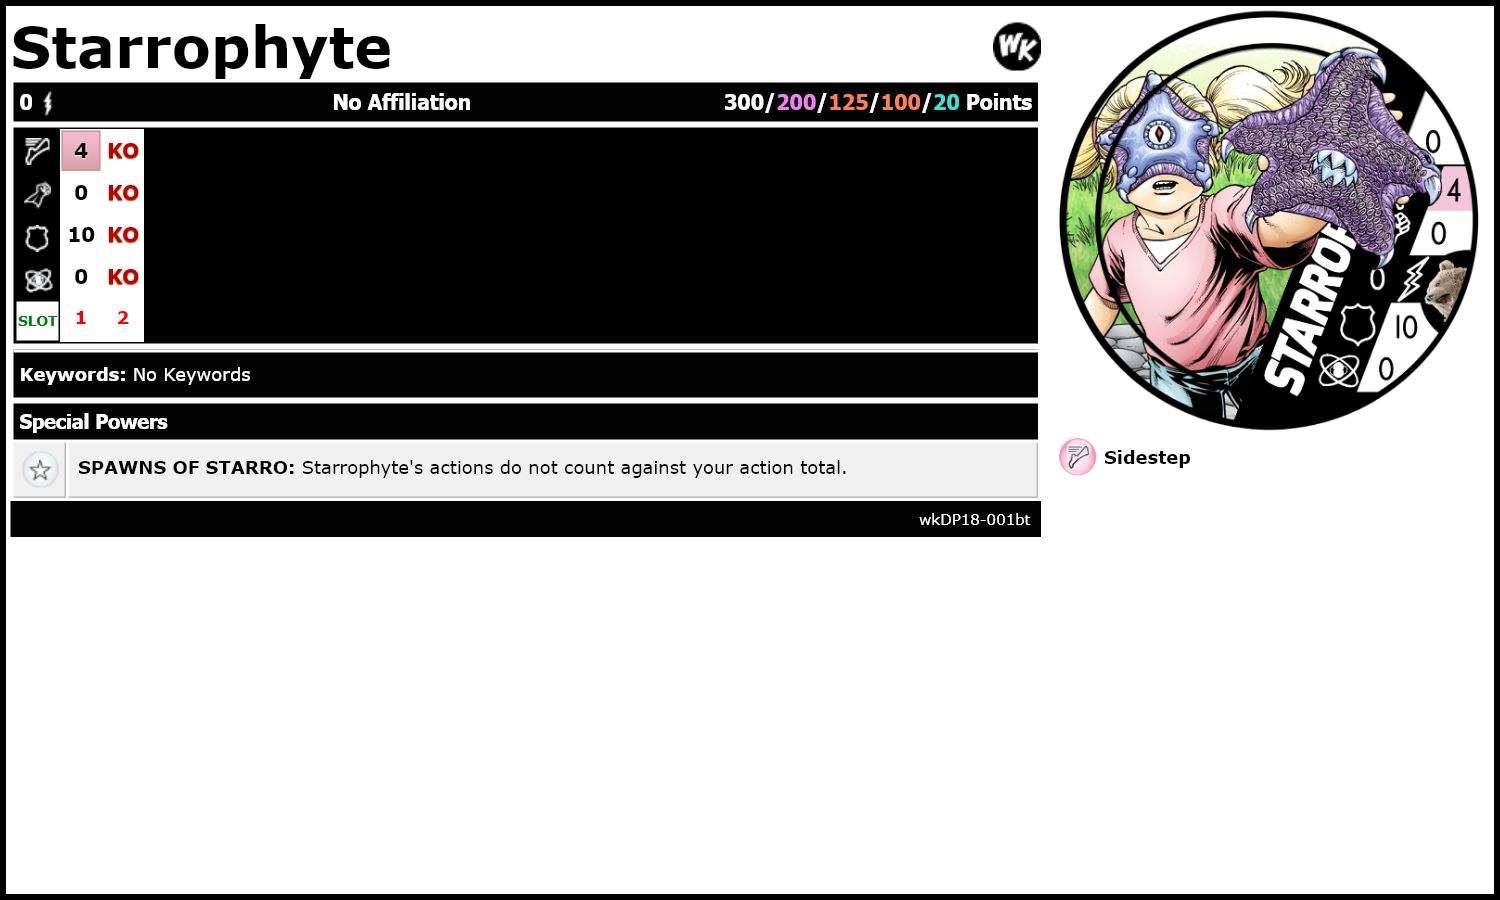 Starrophyte
WK
0 No Affiliation 300/200/125/100/20 Points
4 KO
0 KO
10 KO
0 KO
SLOT 1 2
Keywords: No Keywords
Special Powers
SPAWNS OF STARRO: Starrophyte's actions do not count against your action total.
wkDP18-001bt
0
4
0
0
10
0
Sidestep